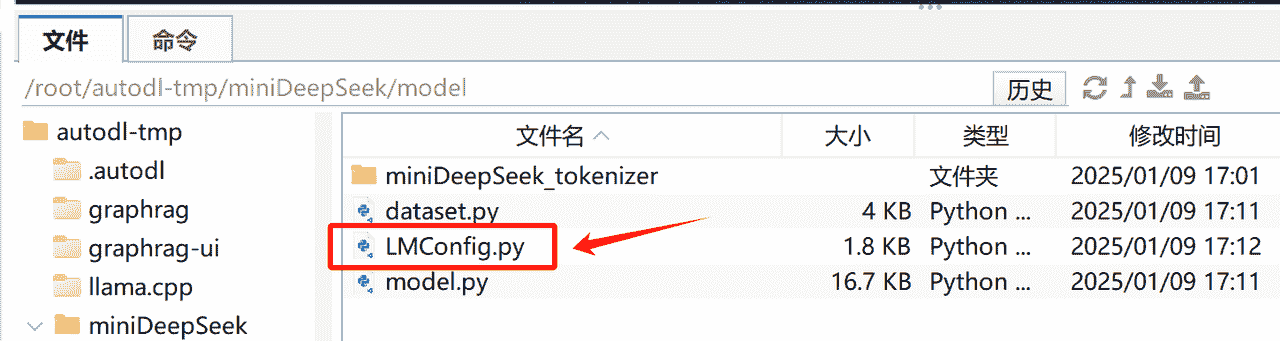 文件 命令
/root/autodl-tmp/miniDeepSeek/model 历史
autodl-tmp
.autodl
graphrag
graphrag-ui
llama.cpp
miniDeepSeek
文件名 大小 类型 修改时间
miniDeepSeek_tokenizer 文件夹 2025/01/09 17:01
dataset.py 4 KB Python ... 2025/01/09 17:11
LMConfig.py 1.8 KB Python ... 2025/01/09 17:12
model.py 16.7 KB Python ... 2025/01/09 17:11